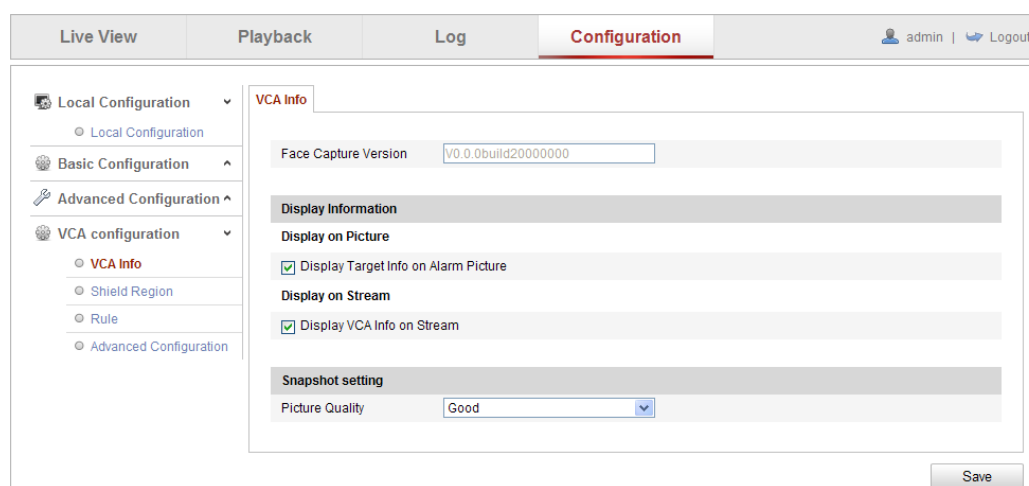 Live View Playback Log Configuration admin | Logout
Local Configuration
Local Configuration
Basic Configuration
Advanced Configuration
VCA configuration
VCA Info
Shield Region
Rule
Advanced Configuration
VCA Info
Face Capture Version V0.0.0build20000000
Display Information
Display on Picture
Display Target Info on Alarm Picture
Display on Stream
Display VCA Info on Stream
Snapshot setting
Picture Quality Good
Save